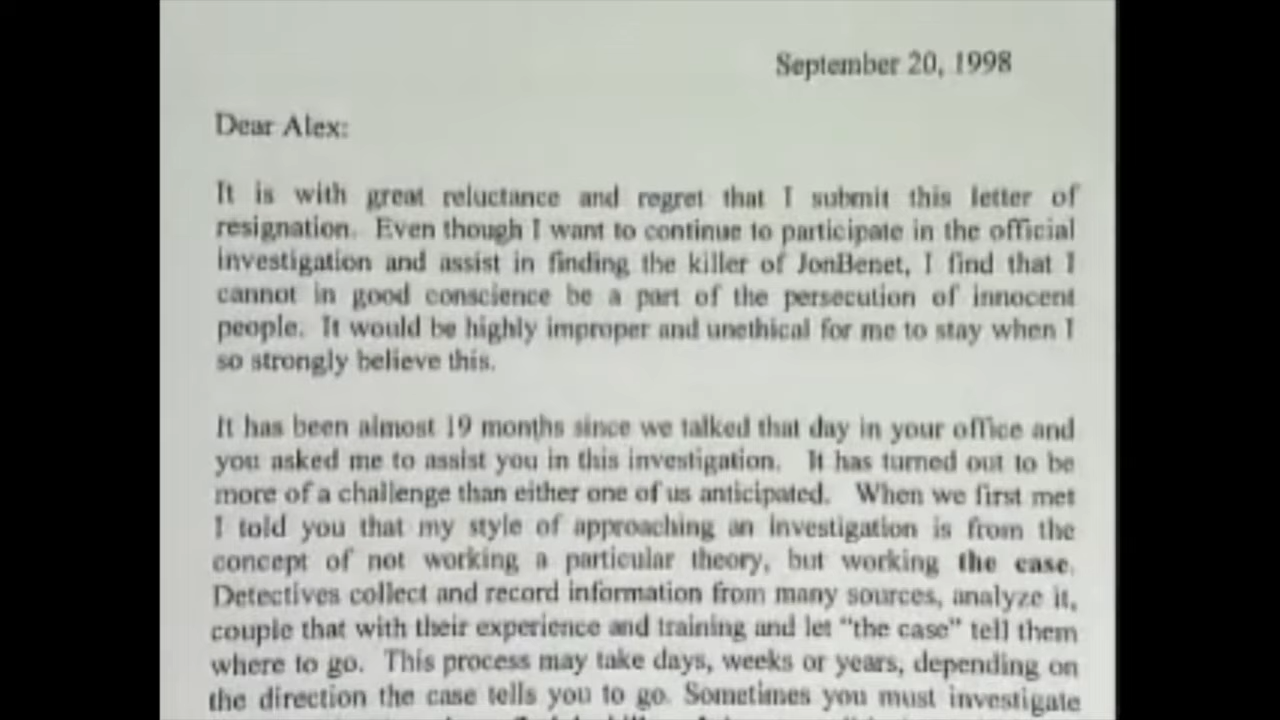 September 20, 1998
Dear Alex:
It is with great reluctance and regret that I submit this letter of
resignation. Even though I want to continue to participate in the official
investigation and assist in finding the killer of JonBenet, I find that I
cannot in good conscience be a part of the persecution of innocent
people. It would be highly improper and unethical for me to stay when I
so strongly believe this.
It has been almost 19 months since we talked that day in your office and
you asked me to assist you in this investigation. It has turned out to be
more of a challenge than either one of us anticipated. When we first met
I told you that my style of approaching an investigation is from the
concept of not working a particular theory, but working the case.
Detectives collect and record information from many sources, analyze it,
couple that with their experience and training and let "the case" tell them
where to go. This process may take days, weeks or years, depending on
the direction the case tells you to go. Sometimes you must investigate